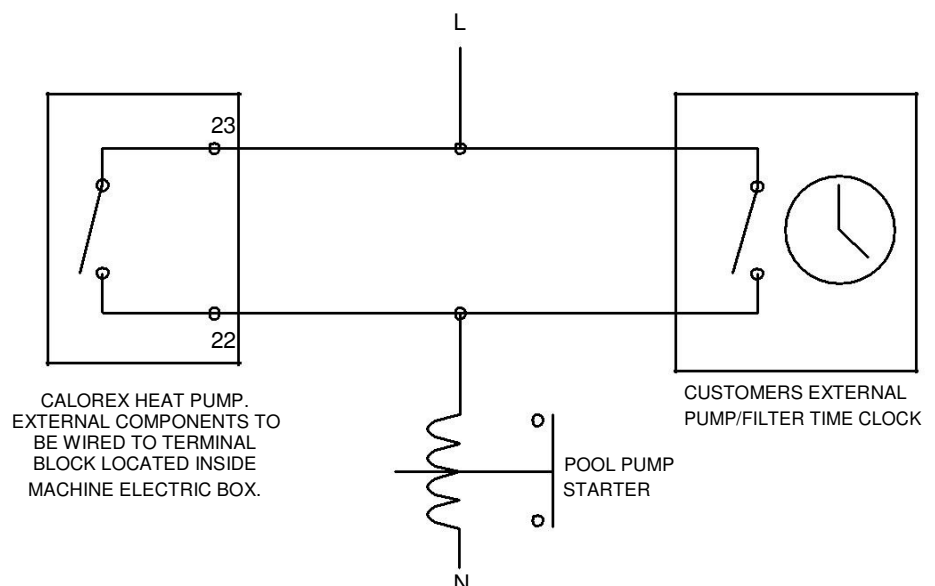 L
23
22
CALOREX HEAT PUMP.
EXTERNAL COMPONENTS TO
BE WIRED TO TERMINAL
BLOCK LOCATED INSIDE
MACHINE ELECTRIC BOX.
CUSTOMERS EXTERNAL
PUMP/FILTER TIME CLOCK
POOL PUMP
STARTER
N